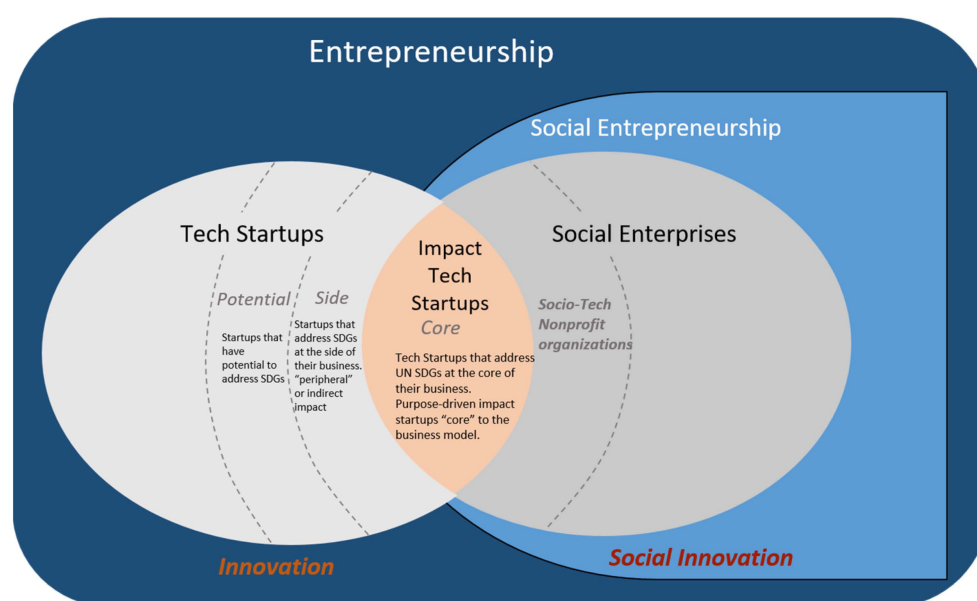 Entrepreneurship
Social Entrepreneurship
Tech Startups
Potential
Startups that
have
potential to
address SDGs
Side
Startups that
address SDGs
at the side of
their business.
“peripheral”
or indirect
impact
Impact
Tech
Startups
Core
Tech Startups that address
UN SDGs at the core of
their business.
Purpose-driven impact
startups “core” to the
business model.
Social Enterprises
Socio-Tech
Nonprofit
organizations
Innovation
Social Innovation